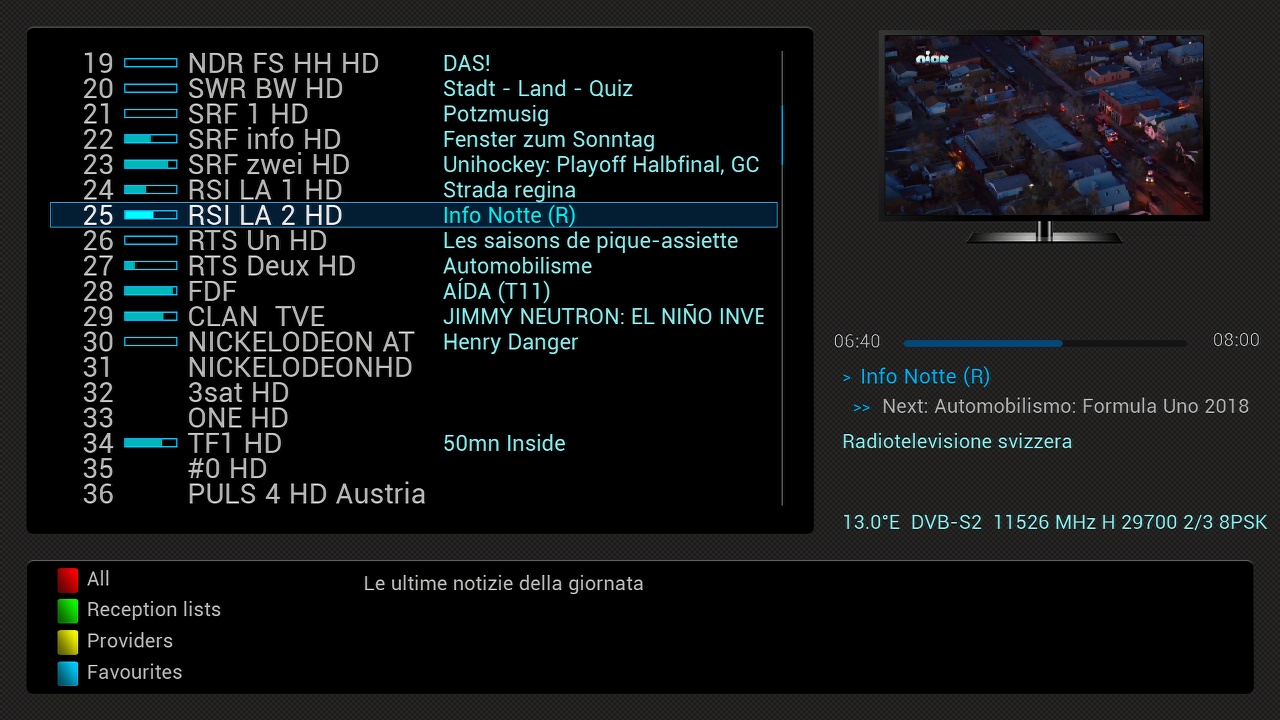 19 NDR FS HH HD DAS!
20 SWR BW HD Stadt - Land - Quiz
21 SRF 1 HD Potzmusig
22 SRF info HD Fenster zum Sonntag
23 SRF zwei HD Unihockey: Playoff Halbfinal, GC
24 RSI LA 1 HD Strada regina
25 RSI LA 2 HD Info Notte (R)
26 RTS Un HD Les saisons de pique-assiette
27 RTS Deux HD Automobilisme
28 FDF AÍDA (T11)
29 CLAN TVE JIMMY NEUTRON: EL NIÑO INVE
30 NICKELODEON AT Henry Danger
31 NICKELODEONHD
32 3sat HD
33 ONE HD
34 TF1 HD 50mn Inside
35 #0 HD
36 PULS 4 HD Austria
nick
06:40 08:00
> Info Notte (R)
>> Next: Automobilismo: Formula Uno 2018
Radiotelevisione svizzera
13.0°E DVB-S2 11526 MHz H 29700 2/3 8PSK
All
Reception lists
Providers
Favourites
Le ultime notizie della giornata